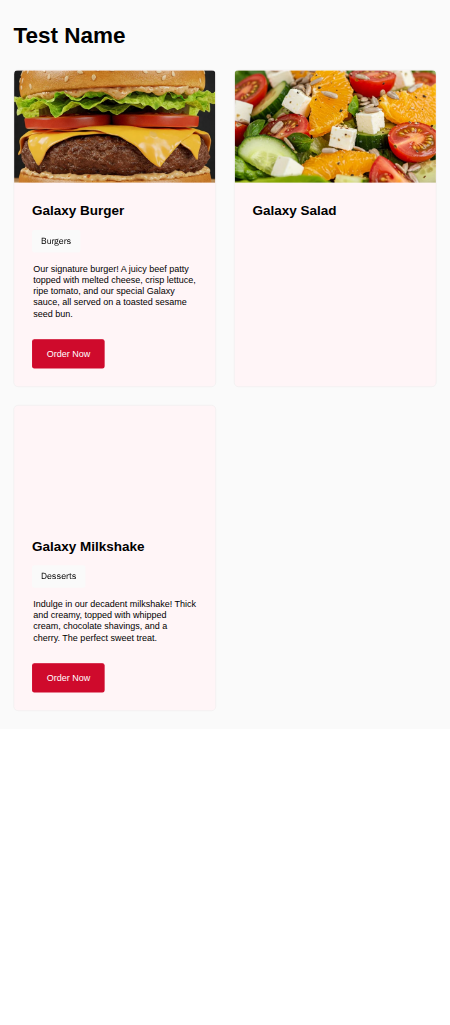 Test Name
Galaxy Burger
Burgers
Our signature burger! A juicy beef patty
topped with melted cheese, crisp lettuce,
ripe tomato, and our special Galaxy
sauce, all served on a toasted sesame
seed bun.
Order Now
Galaxy Salad
Galaxy Milkshake
Desserts
Indulge in our decadent milkshake! Thick
and creamy, topped with whipped
cream, chocolate shavings, and a
cherry. The perfect sweet treat.
Order Now